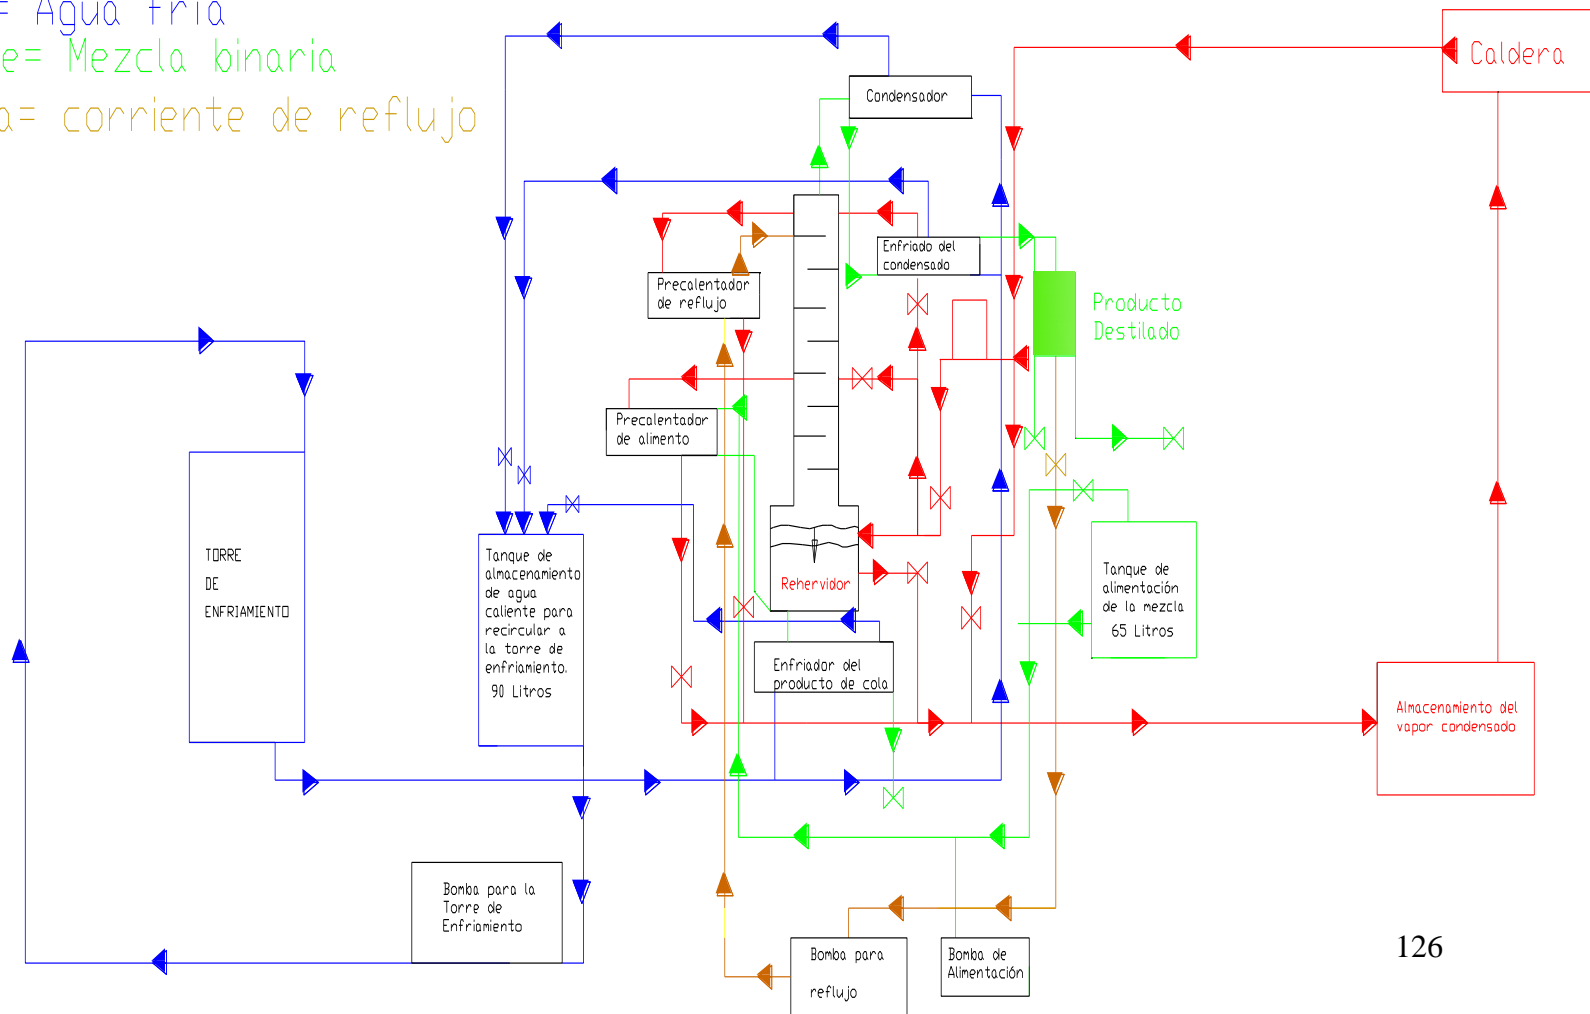 = Agua fria
e= Mezcla binaria
a= corriente de reflujo
Caldera
Condensador
Enfriado del
condensado
Precalentador
de reflujo
Producto
Destilado
Precalentador
de alimento
TORRE
DE
ENFRIAMIENTO
Tanque de
almacenamiento
de agua
caliente para
recircular a
la torre de
enfriamiento.
90 Litros
Rehervidor
Tanque de
alimentación
de la mezcla
65 Litros
Enfriador del
producto de cola
Almacenamiento del
vapor condensado
Bomba para la
Torre de
Enfriamiento
Bomba para
reflujo
Bomba de
Alimentación
126